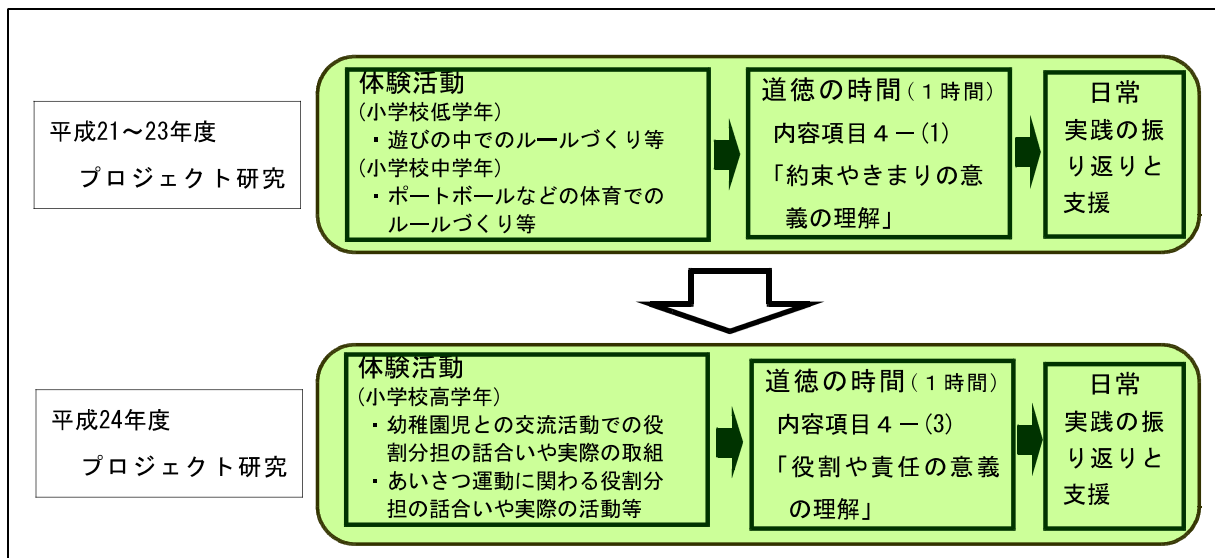 平成21～23年度
プロジェクト研究
体験活動
(小学校低学年)
・遊びの中でのルールづくり等
(小学校中学年)
・ポートボールなどの体育での
ルールづくり等
道徳の時間(１時間)
内容項目４－(1)
「約束やきまりの意
義の理解」
日常
実践の振
り返りと
支援
平成24年度
プロジェクト研究
体験活動
(小学校高学年)
・幼稚園児との交流活動での役
割分担の話合いや実際の取組
・あいさつ運動に関わる役割分
担の話合いや実際の活動等
道徳の時間(１時間)
内容項目４－(3)
「役割や責任の意義
の理解」
日常
実践の振
り返りと
支援